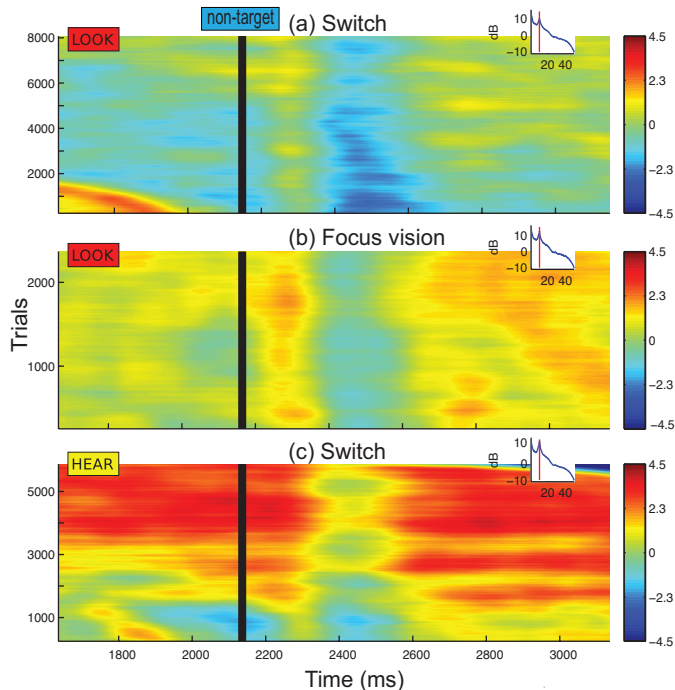 non-target
(a) Switch
LOOK
8000
6000
4000
2000
dB
10
0
−10
20 40
4.5
2.3
0
−2.3
−4.5
(b) Focus vision
LOOK
2000
1000
Trials
dB
10
0
−10
20 40
4.5
2.3
0
−2.3
−4.5
(c) Switch
HEAR
5000
3000
1000
dB
10
0
−10
20 40
4.5
2.3
0
−2.3
−4.5
1800 2000 2200 2400 2600 2800 3000
Time (ms)